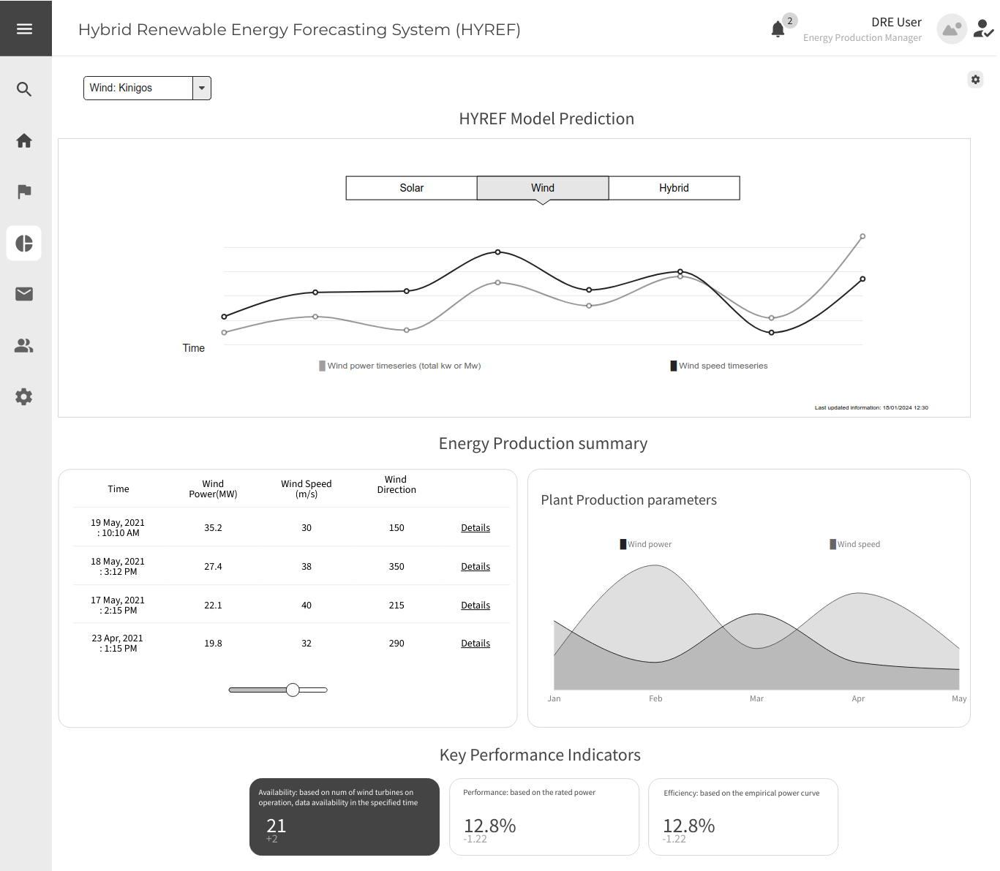 Hybrid Renewable Energy Forecasting System (HYREF)
2
DRE User
Energy Production Manager
Wind: Kinigos
HYREF Model Prediction
Solar
Wind
Hybrid
Time
Wind power timeseries (total kw or Mw)
Wind speed timeseries
Last updated information: 15/01/2024 12:30
Energy Production summary
Time
Wind
Power(MW)
Wind Speed
(m/s)
Wind
Direction
19 May, 2021
: 10:10 AM
35.2
30
150
Details
18 May, 2021
: 3:12 PM
27.4
38
350
Details
17 May, 2021
: 2:15 PM
22.1
40
215
Details
23 Apr, 2021
: 1:15 PM
19.8
32
290
Details
Plant Production parameters
Wind power
Wind speed
Jan
Feb
Mar
Apr
May
Key Performance Indicators
Availability: based on num of wind turbines on
operation, data availability in the specified time
21
+2
Performance: based on the rated power
12.8%
-1.22
Efficiency: based on the empirical power curve
12.8%
-1.22